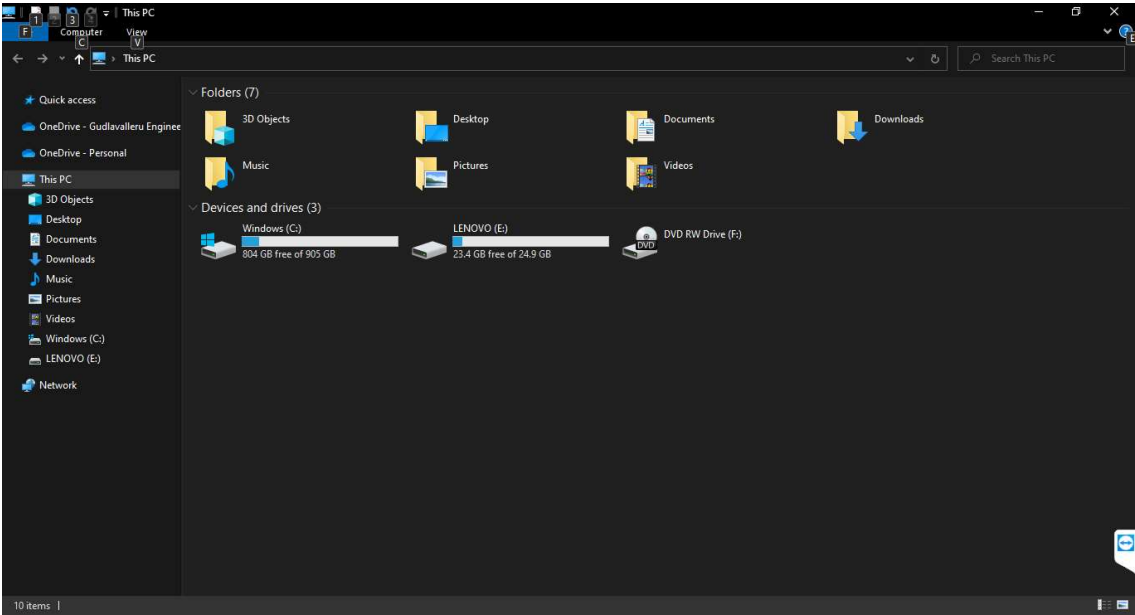 This PC
1
3
4
F
Computer
View
C
V
E
This PC
Search This PC
Quick access
OneDrive - Gudlavalleru Enginee
OneDrive - Personal
This PC
3D Objects
Desktop
Documents
Downloads
Music
Pictures
Videos
Windows (C:)
LENOVO (E:)
Network
Folders (7)
3D Objects
Desktop
Documents
Downloads
Music
Pictures
Videos
Devices and drives (3)
Windows (C:)
804 GB free of 905 GB
LENOVO (E:)
23.4 GB free of 24.9 GB
DVD
DVD RW Drive (F:)
10 items